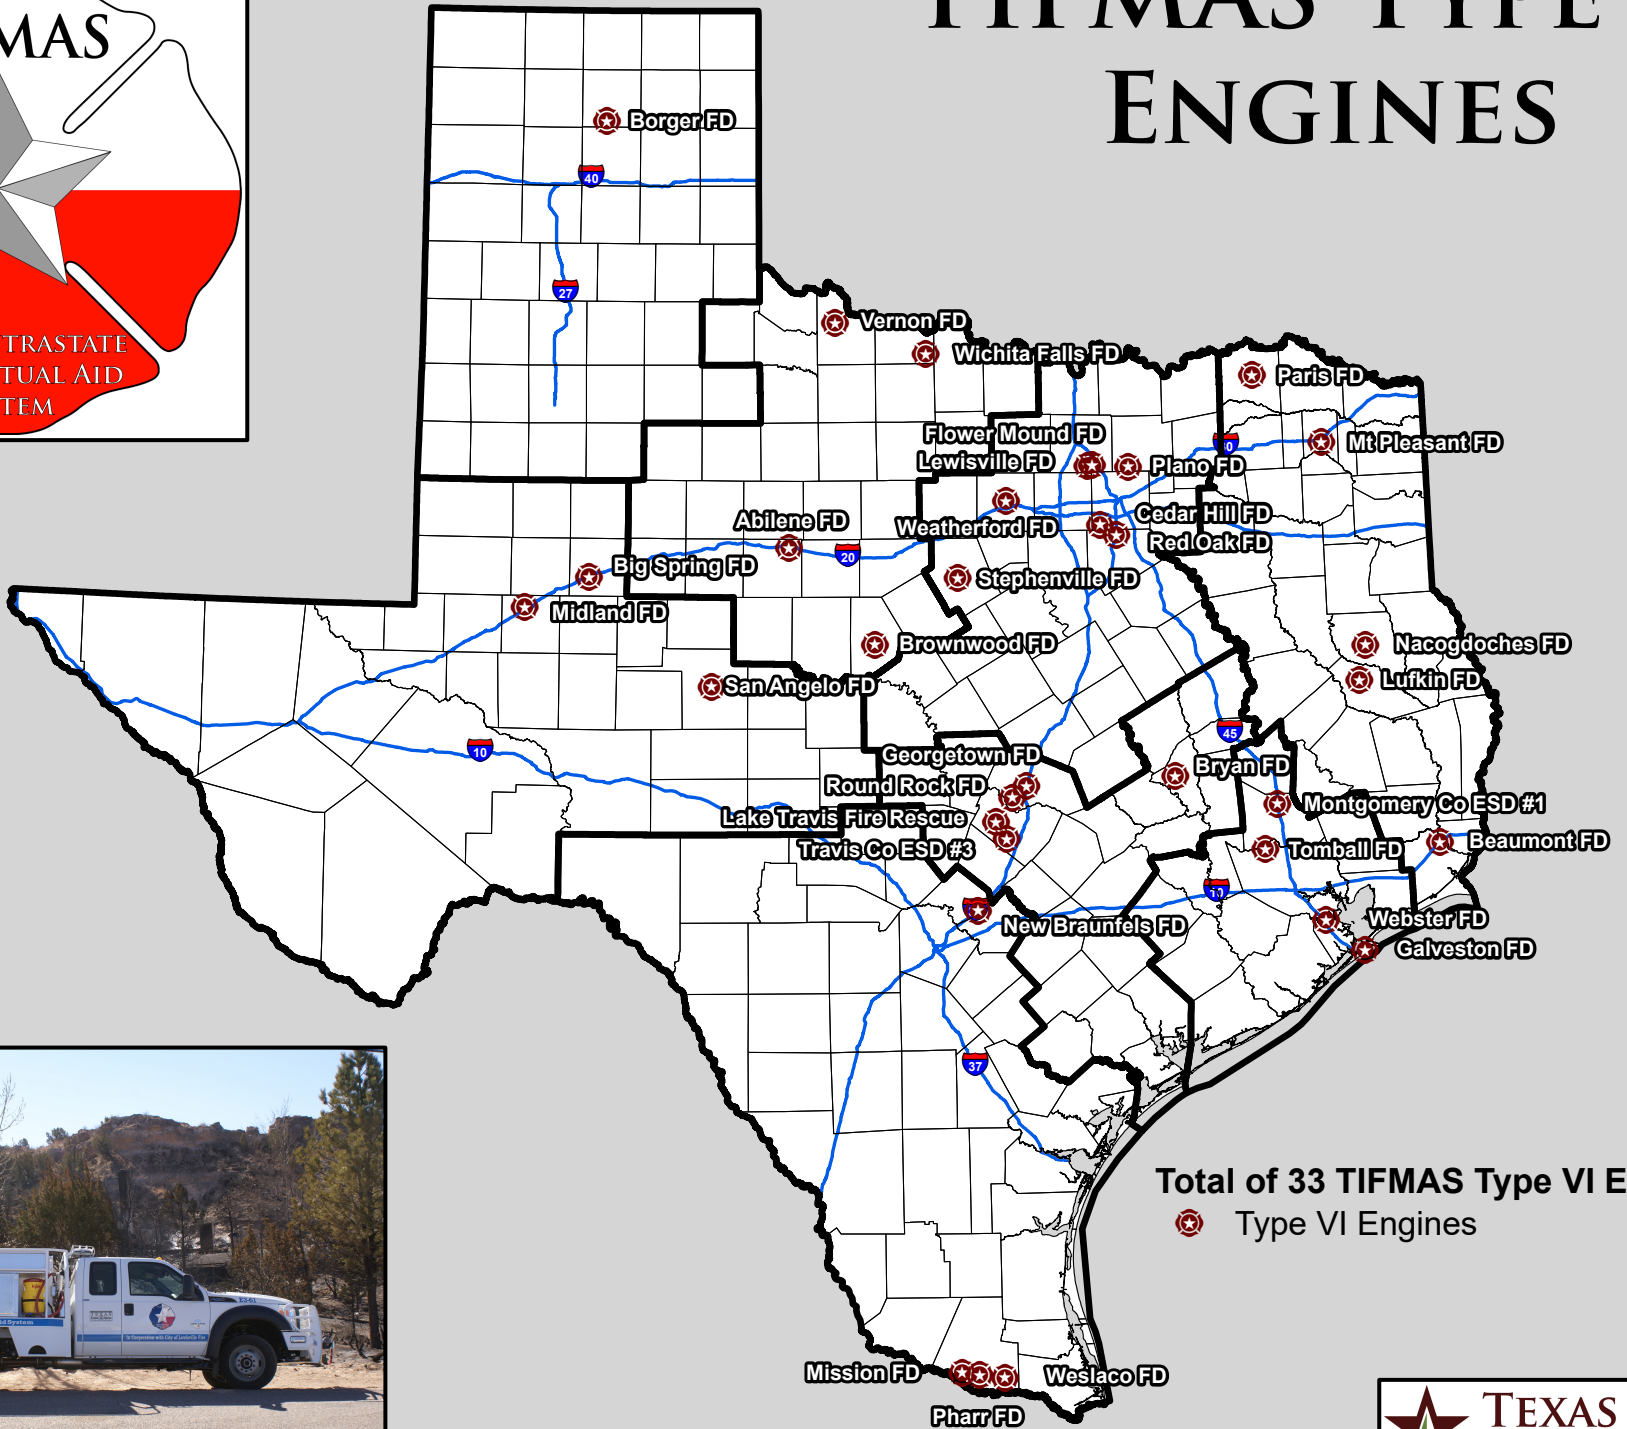 MAS
TRASTATE
TUAL AID
TEM
TIFMAS TYPE
ENGINES
Borger FD
40
27
Vernon FD
Wichita Falls FD
Paris FD
Flower Mound FD
Mt Pleasant FD
Lewisville FD
Plano FD
Abilene FD
Weatherford FD
Cedar Hill FD
Red Oak FD
20
Big Spring FD
Stephenville FD
Midland FD
Brownwood FD
Nacogdoches FD
San Angelo FD
Lufkin FD
45
10
Georgetown FD
Bryan FD
Round Rock FD
Montgomery Co ESD #1
Lake Travis Fire Rescue
Beaumont FD
Travis Co ESD #3
Tomball FD
10
New Braunfels FD
Webster FD
Galveston FD
37
Total of 33 TIFMAS Type VI E
Type VI Engines
Mission FD
Weslaco FD
Pharr FD
TEXAS